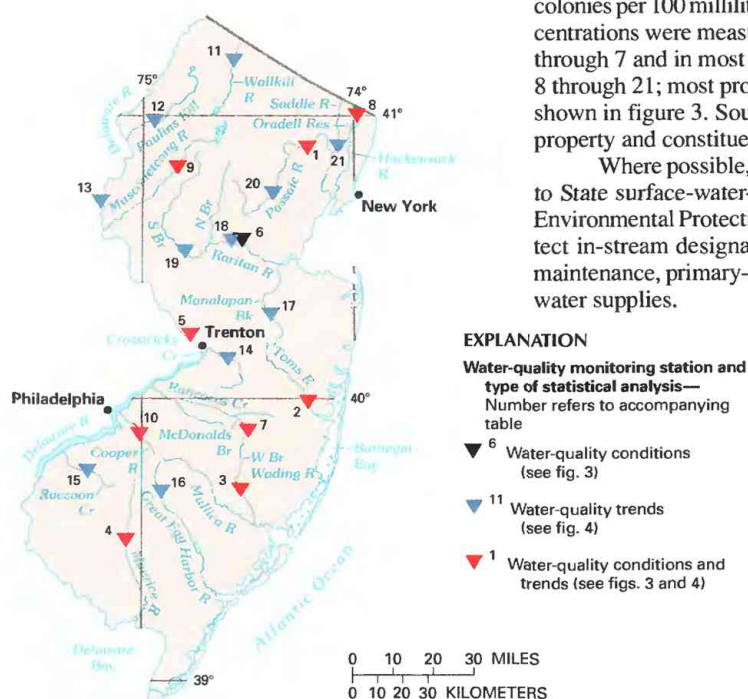 colonies per 100 millilit
centrations were measu
through 7 and in most
8 through 21; most pro
shown in figure 3. Sou
property and constitue
Where possible,
to State surface-water-
Environmental Protecti
tect in-stream designa
maintenance, primary-
water supplies.
EXPLANATION
Water-quality monitoring station and
type of statistical analysis—
Number refers to accompanying
table
6 Water-quality conditions
(see fig. 3)
11 Water-quality trends
(see fig. 4)
1 Water-quality conditions and
trends (see figs. 3 and 4)
11
75°
Wallkill
R
74°
Saddle R
8
41°
12
Delaware R
Paulins Kill
Oradell Res
Musconetcong R
9
1
21
Hackensack
R
13
20
Passaic R
New York
N Br
S Br
18
6
19
Raritan R
Manalapan
Bk
17
5
Trenton
Crosswicks
Cr
14
Toms R
Philadelphia
Rancocas Cr
2
40°
Delaware R
10
McDonalds
Br
7
Cooper
R
W Br
Wading R
Barnegat
Bay
15
16
3
Raccoon
Cr
Mullica R
Great Egg Harbor R
4
Maurice R
Atlantic Ocean
Delaware
Bay
39°
0 10 20 30 MILES
0 10 20 30 KILOMETERS